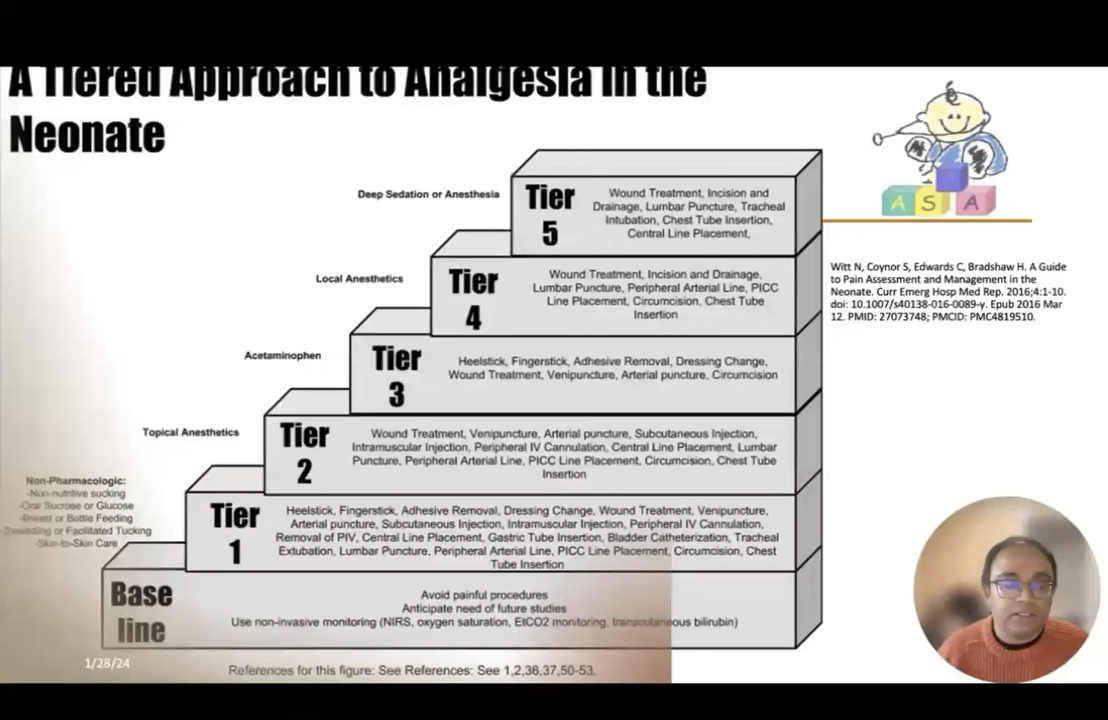 A Tiered Approach to Analgesia in the
Neonate
Deep Sedation or Anesthesia
Tier
5
Wound Treatment, Incision and
Drainage, Lumbar Puncture, Tracheal
Intubation, Chest Tube Insertion,
Central Line Placement,
A S A
Witt N, Coynor S, Edwards C, Bradshaw H. A Guide
to Pain Assessment and Management in the
Neonate. Curr Emerg Hosp Med Rep. 2016;4:1-10.
doi: 10.1007/s40138-016-0089-y. Epub 2016 Mar
12. PMID: 27073748; PMCID: PMC4819510.
Local Anesthetics
Tier
4
Wound Treatment, Incision and Drainage,
Lumbar Puncture, Peripheral Arterial Line, PICC
Line Placement, Circumcision, Chest Tube
Insertion
Acetaminophen
Tier
3
Heelstick, Fingerstick, Adhesive Removal, Dressing Change,
Wound Treatment, Venipuncture, Arterial puncture, Circumcision
Topical Anesthetics
Tier
2
Wound Treatment, Venipuncture, Arterial puncture, Subcutaneous Injection,
Intramuscular Injection, Peripheral IV Cannulation, Central Line Placement, Lumbar
Puncture, Peripheral Arterial Line, PICC Line Placement, Circumcision, Chest Tube
Insertion
Non-Pharmacologic:
-Non-nutritive sucking
-Oral Sucrose or Glucose
-Breast or Bottle Feeding
-Swaddling or Facilitated Tucking
-Skin-to-Skin Care
Tier
1
Heelstick, Fingerstick, Adhesive Removal, Dressing Change, Wound Treatment, Venipuncture,
Arterial puncture, Subcutaneous Injection, Intramuscular Injection, Peripheral IV Cannulation,
Removal of PIV, Central Line Placement, Gastric Tube Insertion, Bladder Catheterization, Tracheal
Extubation, Lumbar Puncture, Peripheral Arterial Line, PICC Line Placement, Circumcision, Chest
Tube Insertion
Base
line
Avoid painful procedures
Anticipate need of future studies
Use non-invasive monitoring (NIRS, oxygen saturation, EtCO2 monitoring, transcutaneous bilirubin)
1/28/24
References for this figure: See References: See 1,2,36,37,50-53.